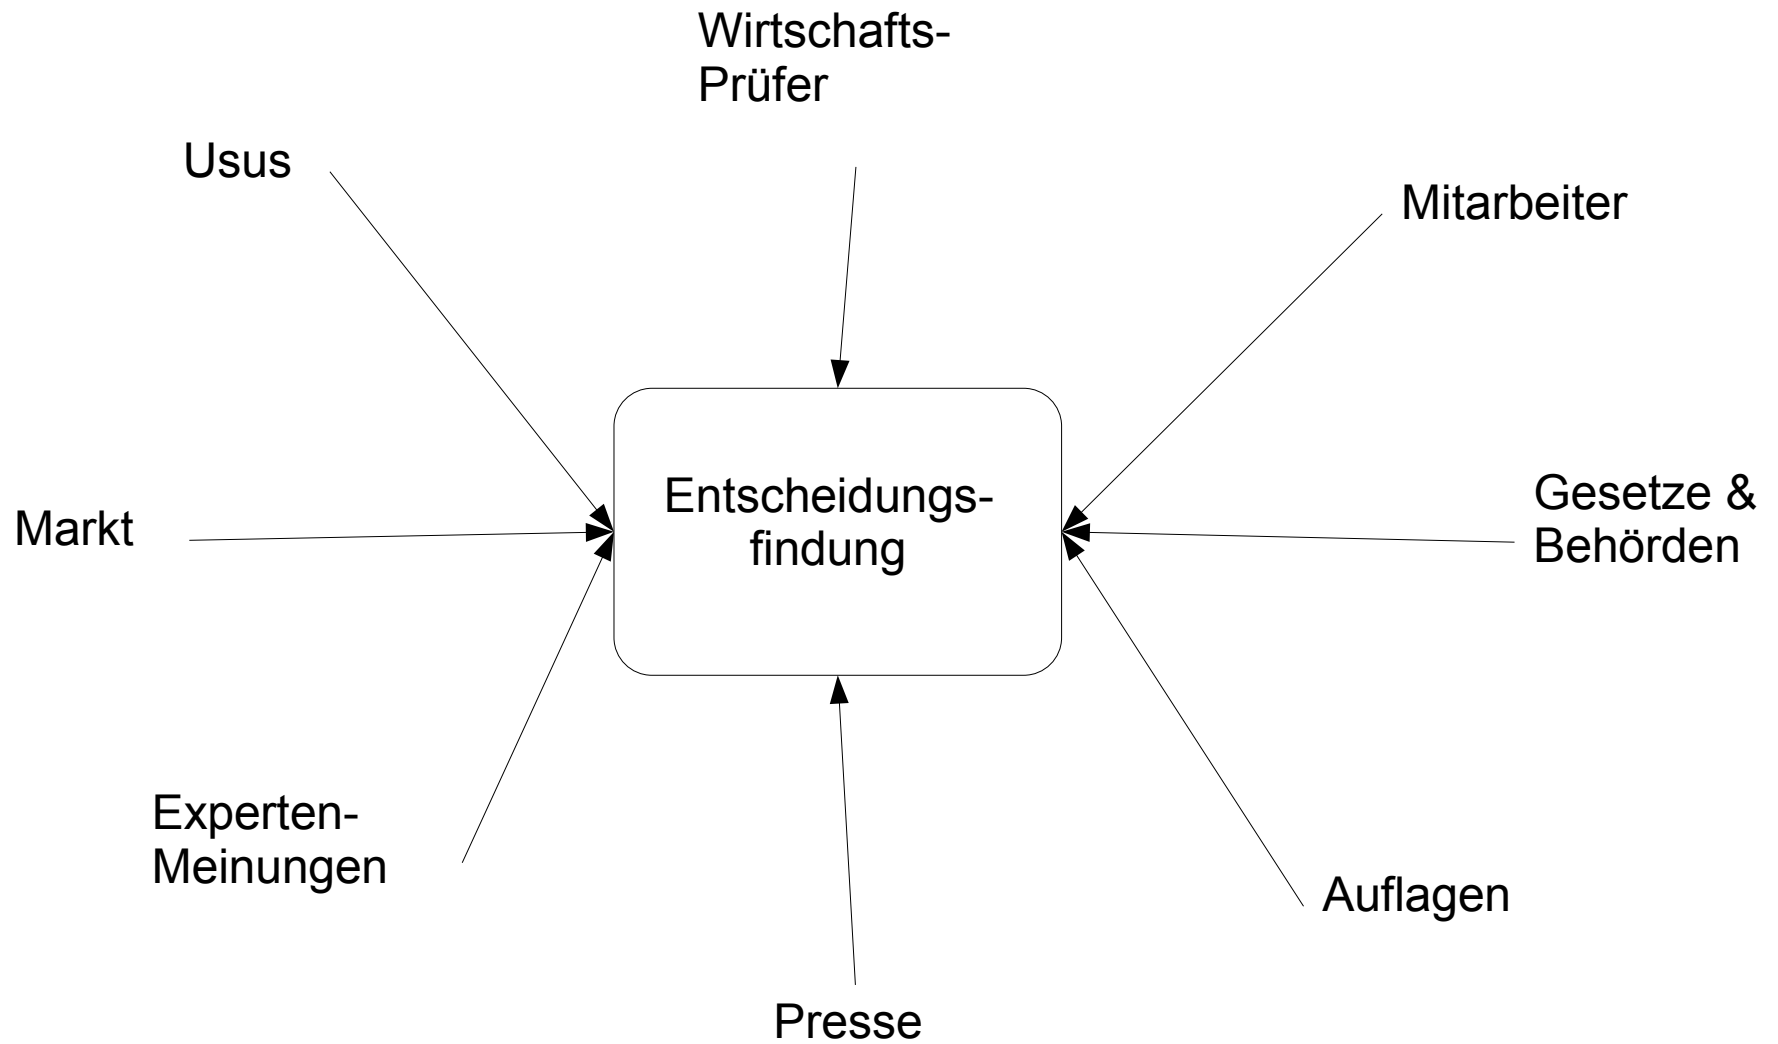 Wirtschafts-
Prüfer
Usus
Mitarbeiter
Entscheidungs-
findung
Gesetze &
Behörden
Markt
Experten-
Meinungen
Auflagen
Presse